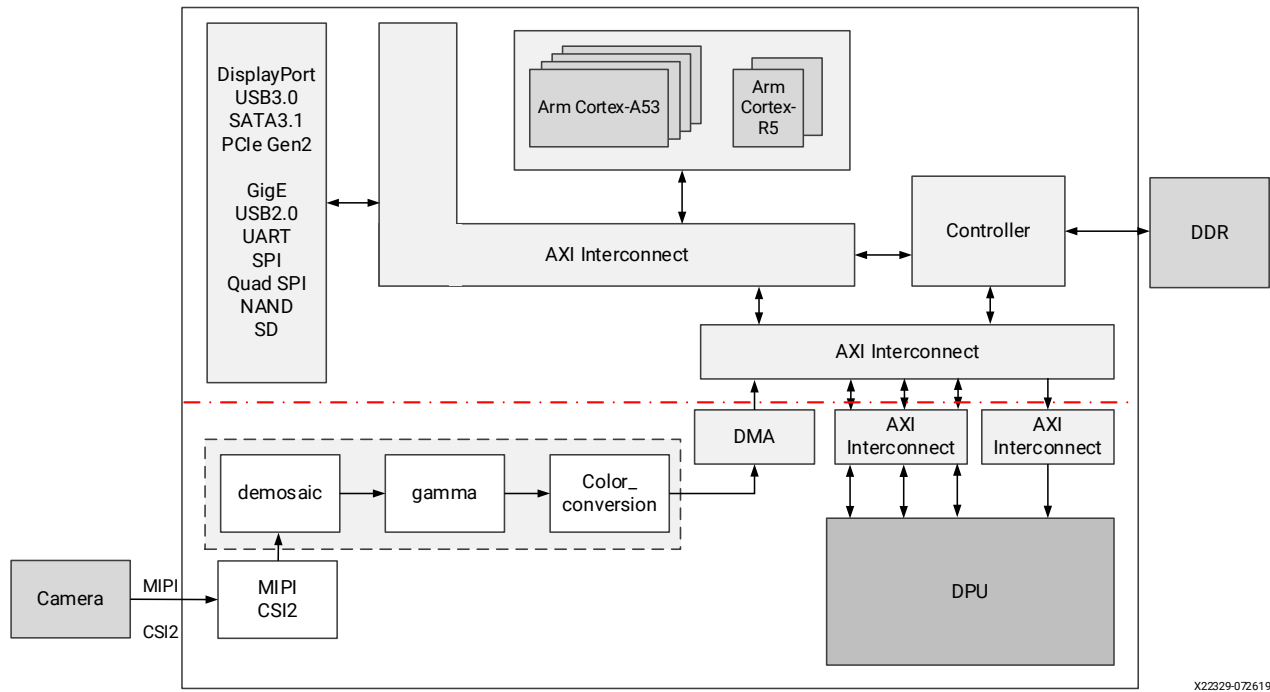 DisplayPort
USB3.0
SATA3.1
PCIe Gen2
GigE
USB2.0
UART
SPI
Quad SPI
NAND
SD
Arm Cortex-A53
Arm
Cortex-
R5
AXI Interconnect
Controller
DDR
AXI Interconnect
DMA
AXI
Interconnect
AXI
Interconnect
demosaic
gamma
Color_
conversion
Camera
MIPI
CSI2
MIPI
CSI2
DPU
X22329-072619